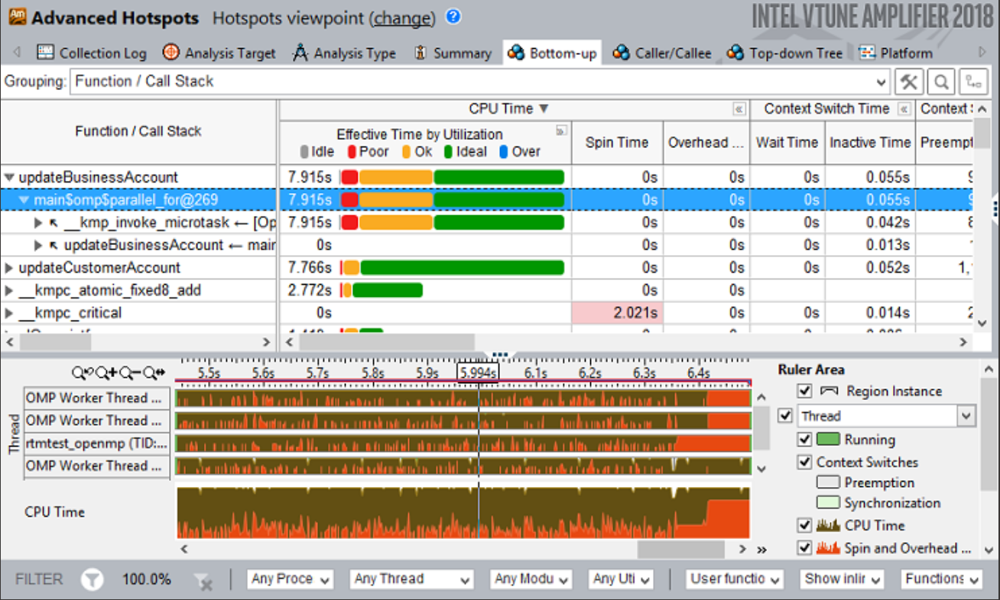 Am Advanced Hotspots Hotspots viewpoint (change) ? INTEL VTUNE AMPLIFIER 2018
Collection Log Analysis Target Analysis Type Summary Bottom-up Caller/Callee Top-down Tree Platform
Grouping: Function / Call Stack
Function / Call Stack CPU Time ▼ « Context Switch Time « Context
Effective Time by Utilization » Spin Time Overhead ... Wait Time Inactive Time Preempt
Idle Poor Ok Ideal Over
updateBusinessAccount 7.915s 0s 0s 0s 0.055s 9
main$omp$parallel_for@269 7.915s 0s 0s 0s 0.055s 9
__kmp_invoke_microtask ← [Op 7.915s 0s 0s 0s 0.042s 8
updateBusinessAccount ← main 0s 0s 0s 0s 0.013s
updateCustomerAccount 7.766s 0s 0s 0s 0.052s 1,
__kmpc_atomic_fixed8_add 2.772s 0s 0s
__kmpc_critical 0s 2.021s 0s 0s 0.014s 2
5.5s 5.6s 5.7s 5.8s 5.9s 5.994s 6.1s 6.2s 6.3s 6.4s
Thread
OMP Worker Thread ...
OMP Worker Thread ...
rtmtest_openmp (TID:...
OMP Worker Thread ...
CPU Time
Ruler Area
Region Instance
Thread
Running
Context Switches
Preemption
Synchronization
CPU Time
Spin and Overhead ...
FILTER 100.0% Any Proce Any Thread Any Modu Any Uti User functio Show inlir Functions